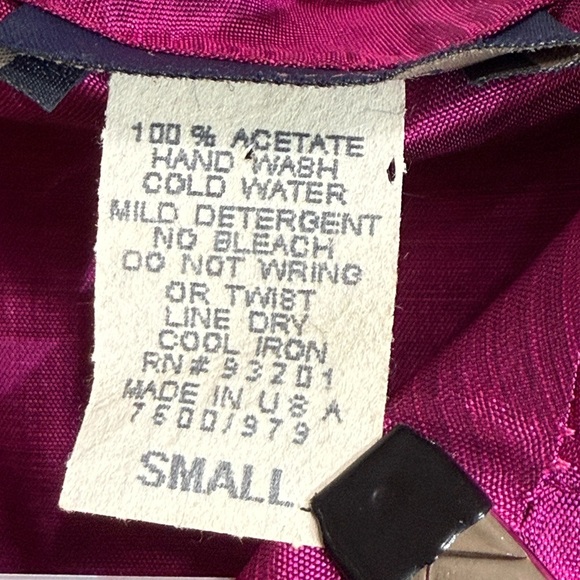 100% ACETATE
HAND WASH
COLD WATER
MILD DETERGENT
NO BLEACH
DO NOT WRING
OR TWIST
LINE DRY
COOL IRON
RN# 93201
MADE IN U S A
7600/979
SMALL